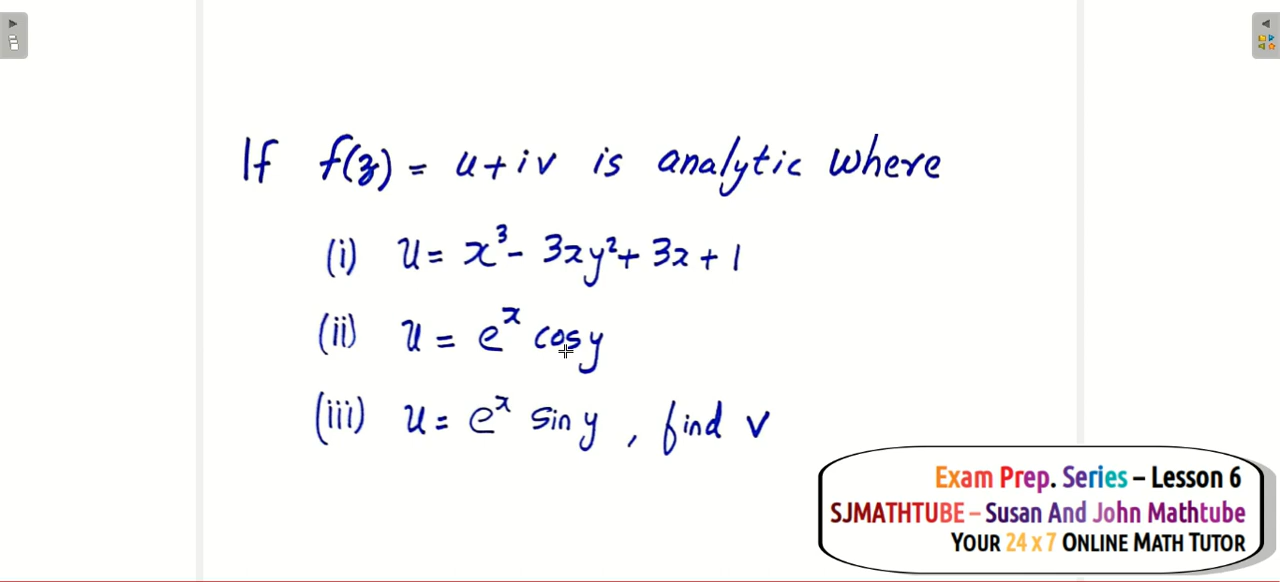 If f(z) = u + iv is analytic where
(i) u = x³ - 3xy² + 3x + 1
(ii) u = eˣ cosy
(iii) u = eˣ sin y , find v
Exam Prep. Series – Lesson 6
SJMATHTUBE – Susan And John Mathtube
YOUR 24 x 7 ONLINE MATH TUTOR